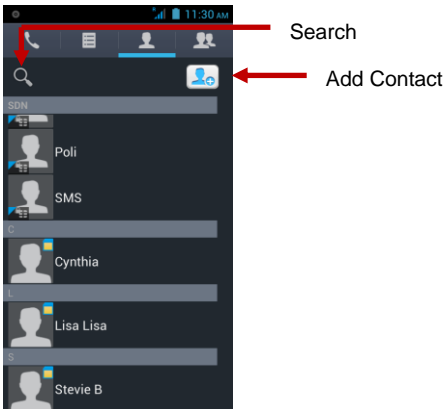 11:30 AM
Search
Add Contact
SDN
Poli
SMS
C
Cynthia
L
Lisa Lisa
S
Stevie B